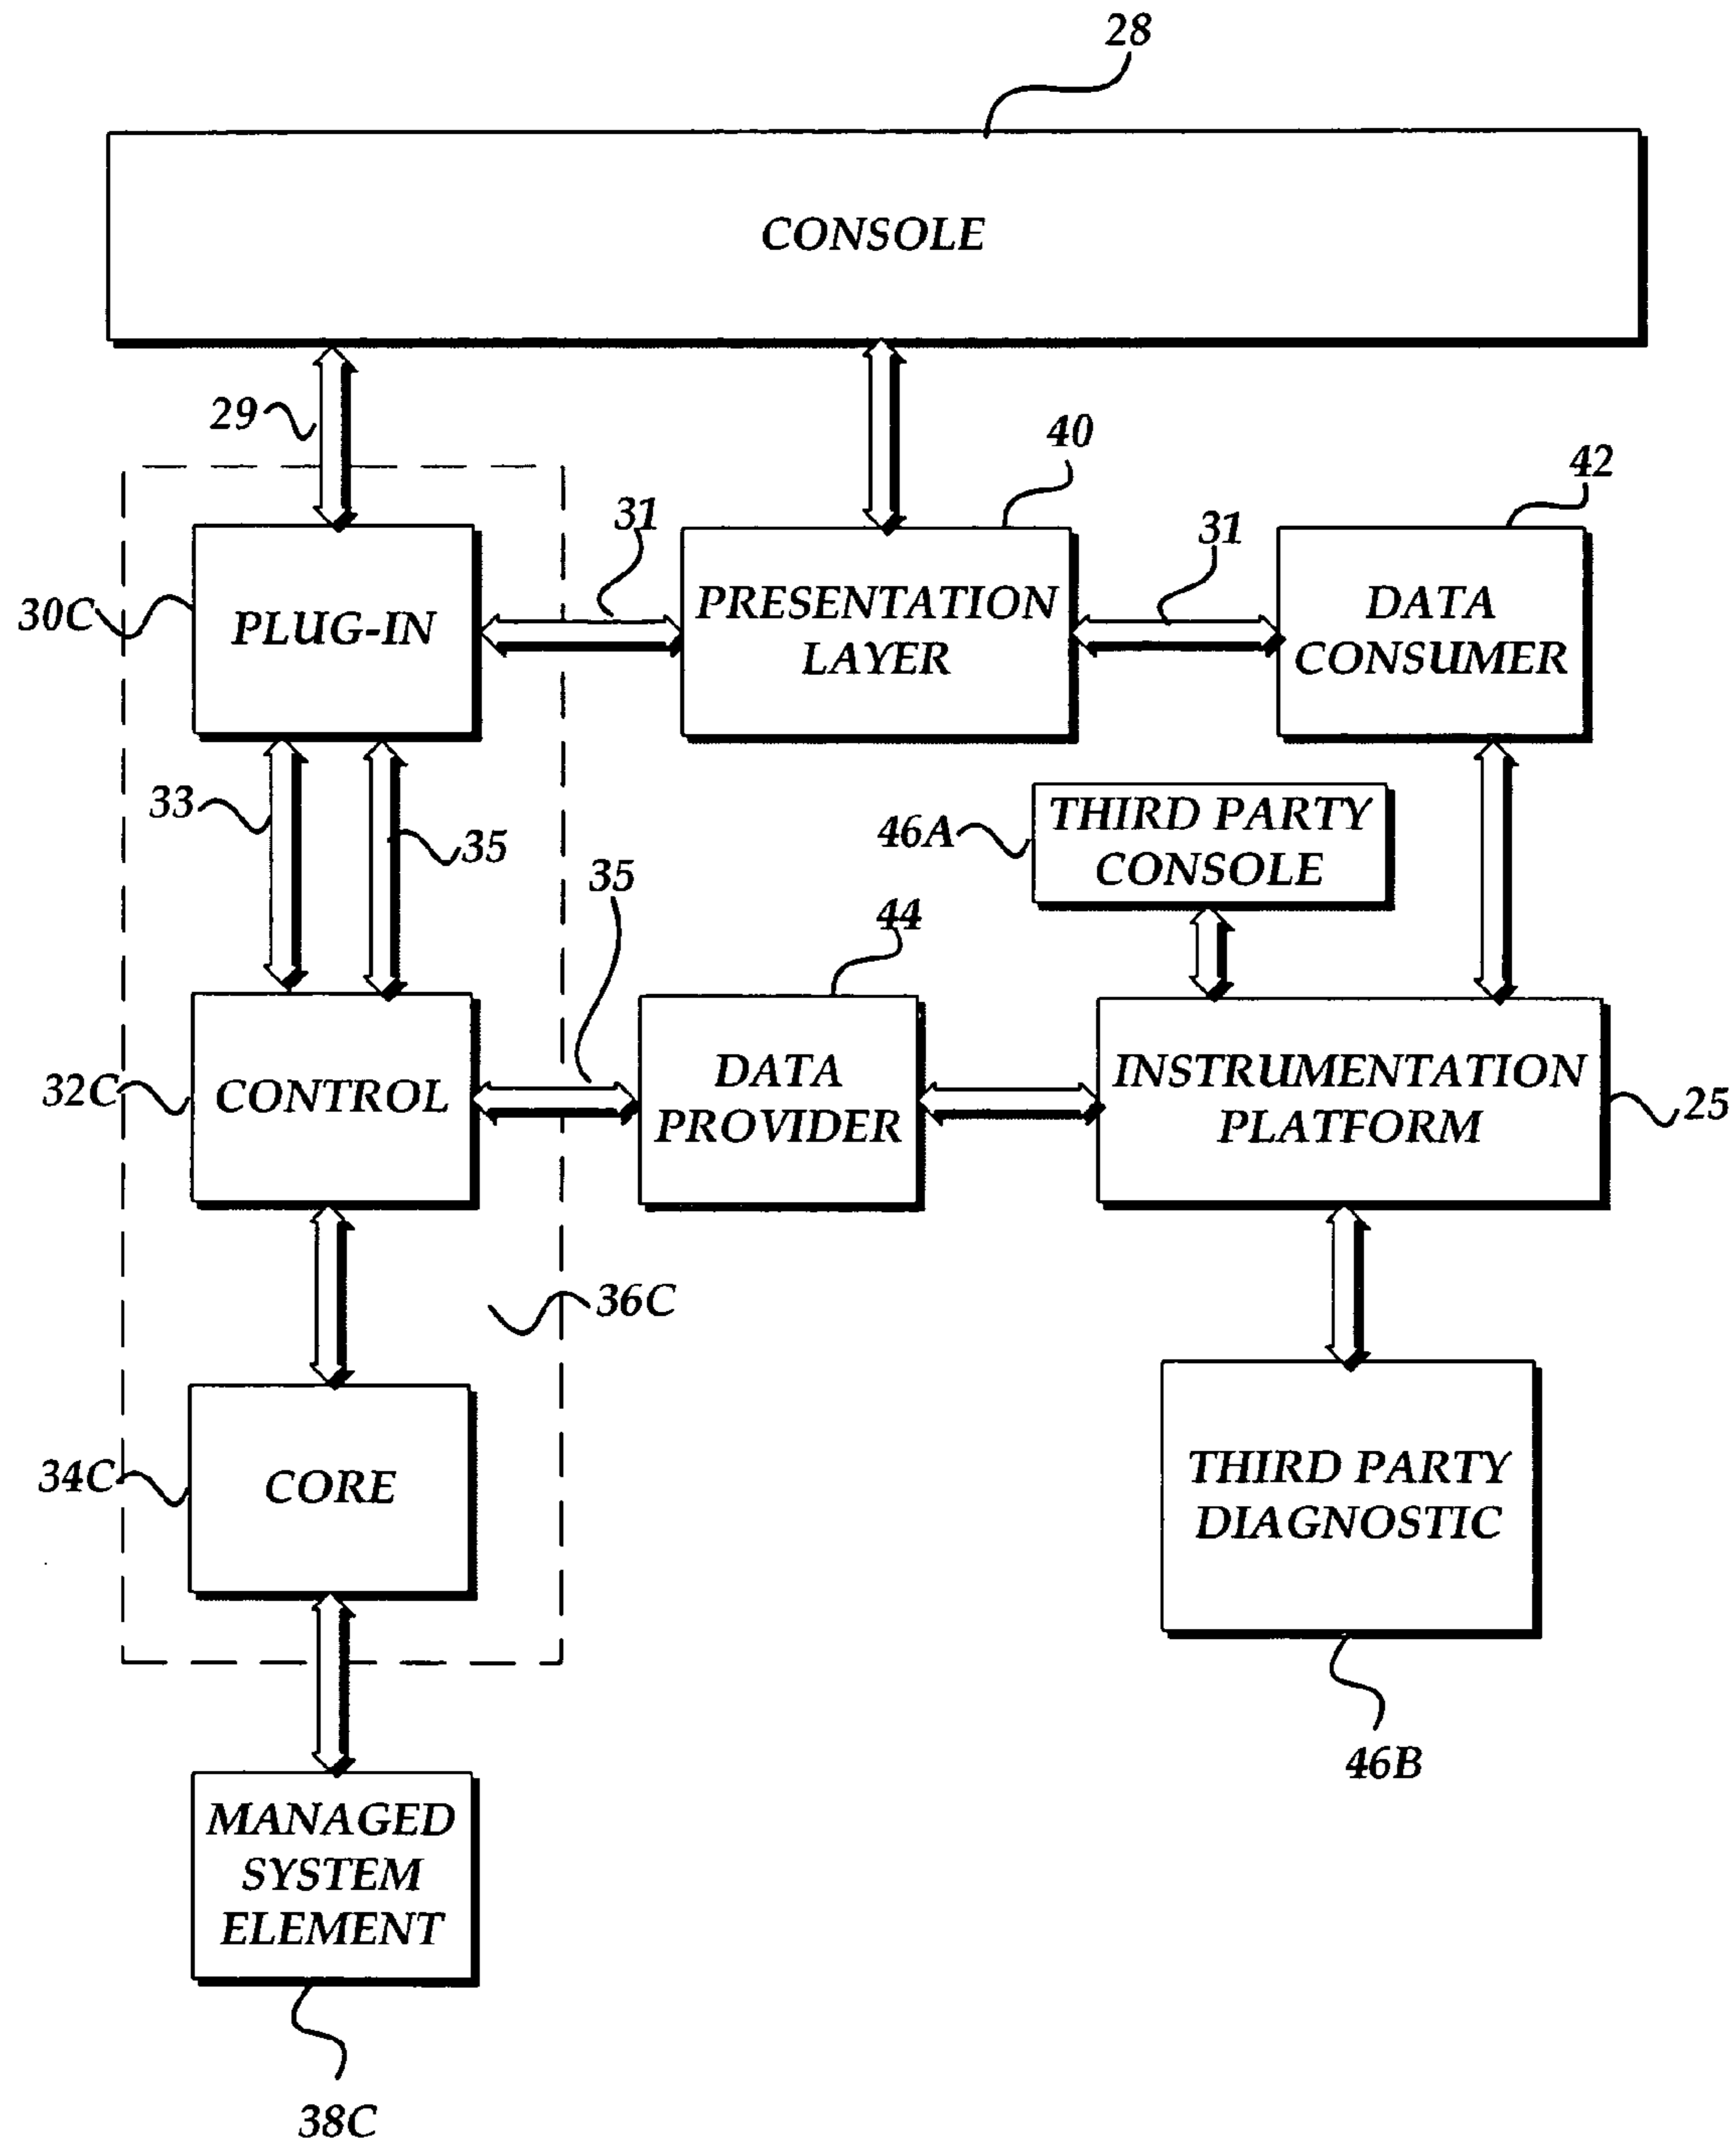 28
CONSOLE
29
40
42
31
31
30C
PLUG-IN
PRESENTATION
LAYER
DATA
CONSUMER
33
35
46A
THIRD PARTY
CONSOLE
35
44
32C
CONTROL
DATA
PROVIDER
INSTRUMENTATION
PLATFORM
25
36C
34C
CORE
THIRD PARTY
DIAGNOSTIC
46B
MANAGED
SYSTEM
ELEMENT
38C